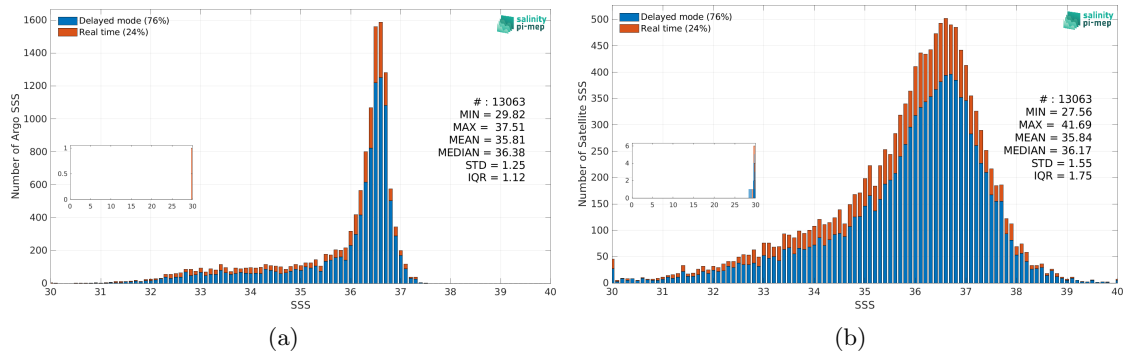 Delayed mode (76%)
Real time (24%)
salinity
pi-mep
Number of Argo SSS
1600
1400
1200
1000
800
600
400
200
0
# : 13063
MIN = 29.82
MAX = 37.51
MEAN = 35.81
MEDIAN = 36.38
STD = 1.25
IQR = 1.12
1
0.5
0
0 5 10 15 20 25 30
30 31 32 33 34 35 36 37 38 39 40
SSS
(a)
Delayed mode (76%)
Real time (24%)
salinity
pi-mep
Number of Satellite SSS
500
450
400
350
300
250
200
150
100
50
0
# : 13063
MIN = 27.56
MAX = 41.69
MEAN = 35.84
MEDIAN = 36.17
STD = 1.55
IQR = 1.75
6
4
2
0
0 5 10 15 20 25 30
30 31 32 33 34 35 36 37 38 39 40
SSS
(b)